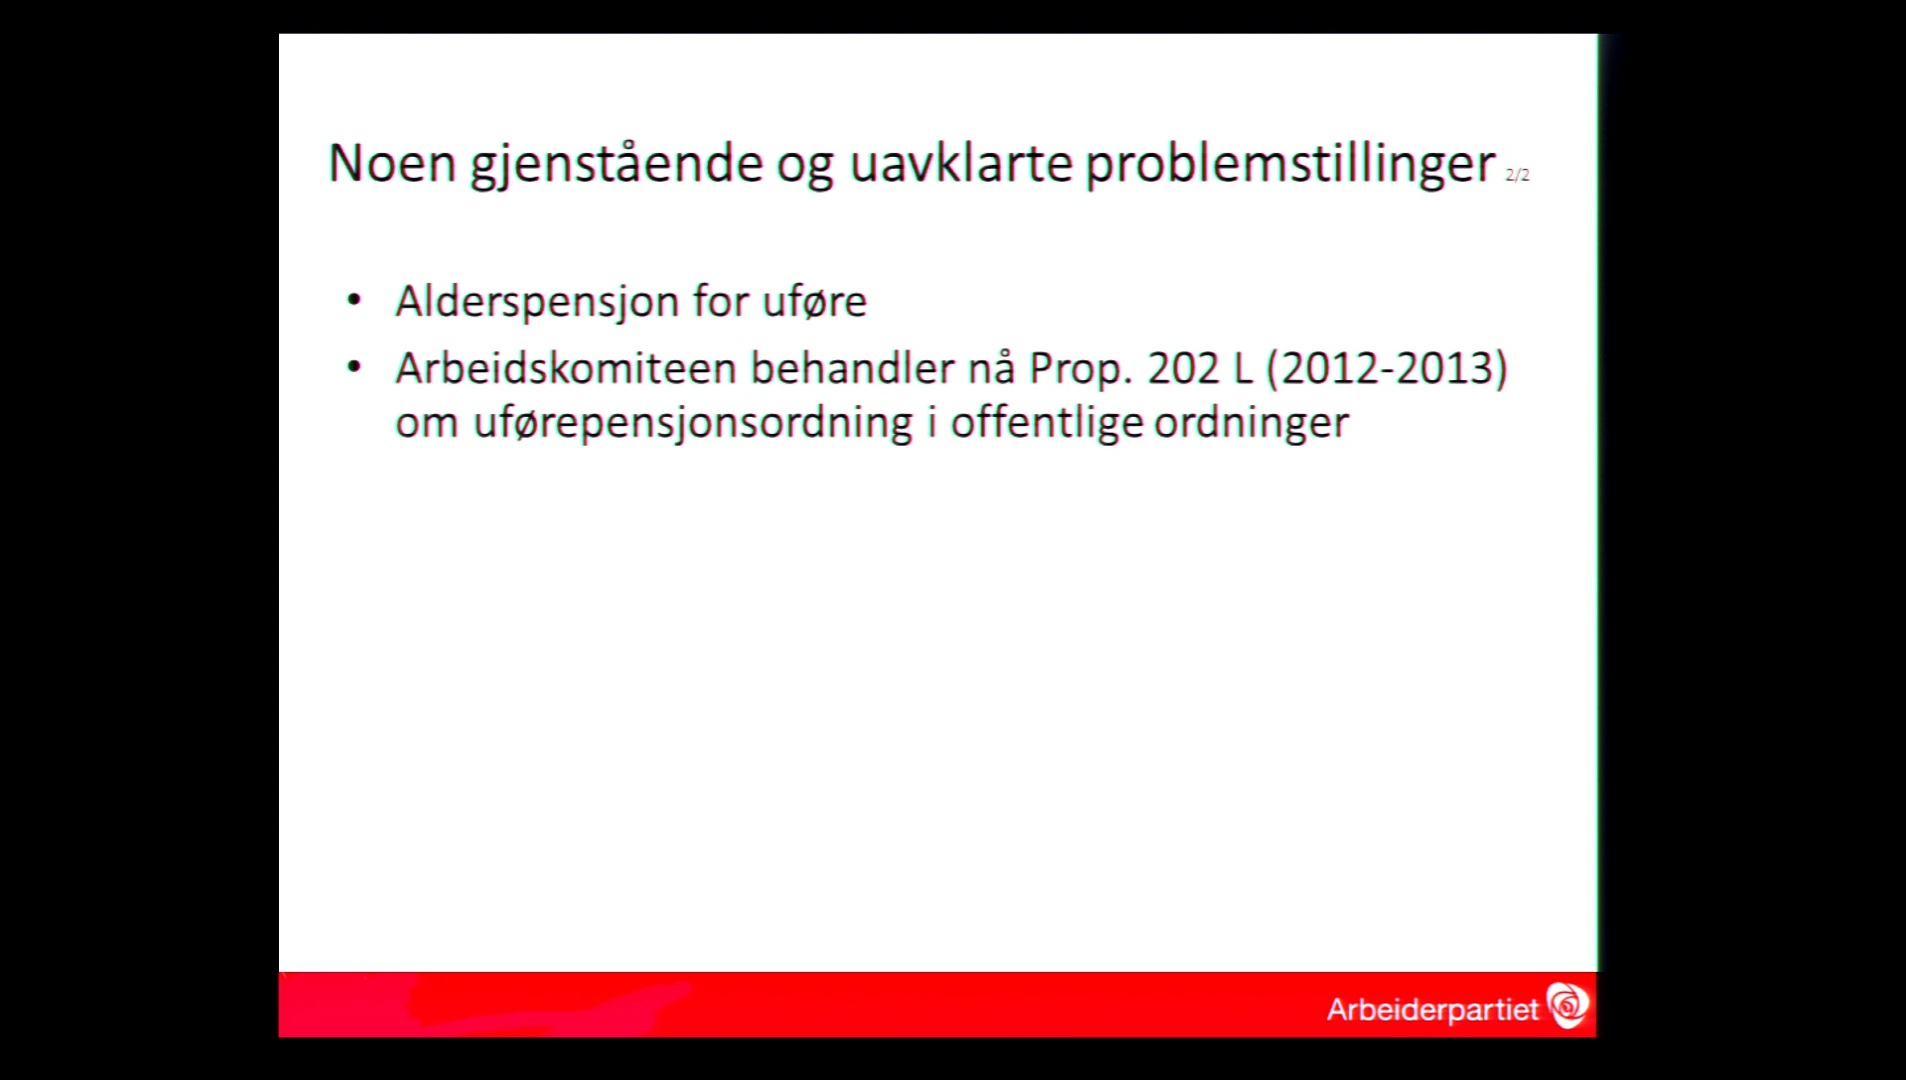 Noen gjenstående og uavklarte problemstillinger 2/2
• Alderspensjon for uføre
• Arbeidskomiteen behandler nå Prop. 202 L (2012-2013)
om uførepensjonsordning i offentlige ordninger
Arbeiderpartiet